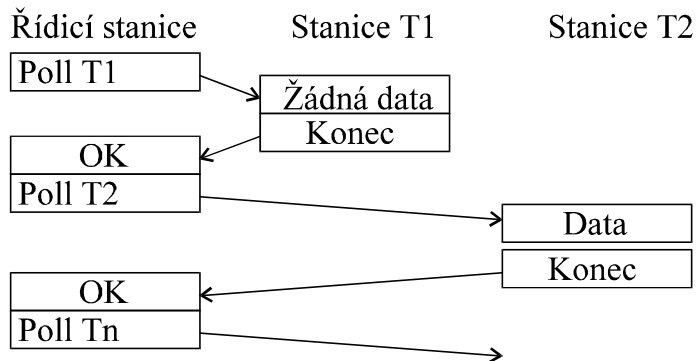 Řídicí stanice Stanice T1 Stanice T2
Poll T1
Žádná data
Konec
OK
Poll T2
Data
Konec
OK
Poll Tn